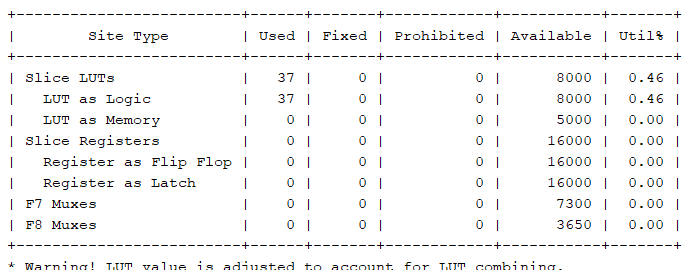 +-------------------------+------+-------+------------+-----------+-------+
|        Site Type        | Used | Fixed | Prohibited | Available | Util% |
+-------------------------+------+-------+------------+-----------+-------+
| Slice LUTs              |   37 |     0 |          0 |      8000 |  0.46 |
|   LUT as Logic          |   37 |     0 |          0 |      8000 |  0.46 |
|   LUT as Memory         |    0 |     0 |          0 |      5000 |  0.00 |
| Slice Registers         |    0 |     0 |          0 |     16000 |  0.00 |
|   Register as Flip Flop |    0 |     0 |          0 |     16000 |  0.00 |
|   Register as Latch     |    0 |     0 |          0 |     16000 |  0.00 |
| F7 Muxes                |    0 |     0 |          0 |      7300 |  0.00 |
| F8 Muxes                |    0 |     0 |          0 |      3650 |  0.00 |
+-------------------------+------+-------+------------+-----------+-------+
* Warning! LUT value is adjusted to account for LUT combining.